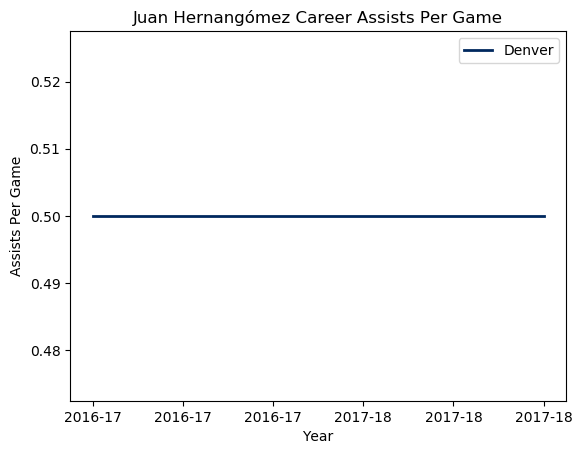 Juan Hernangómez Career Assists Per Game
Denver
0.52
0.51
0.50
0.49
0.48
Assists Per Game
2016-17 2016-17 2016-17 2017-18 2017-18 2017-18
Year